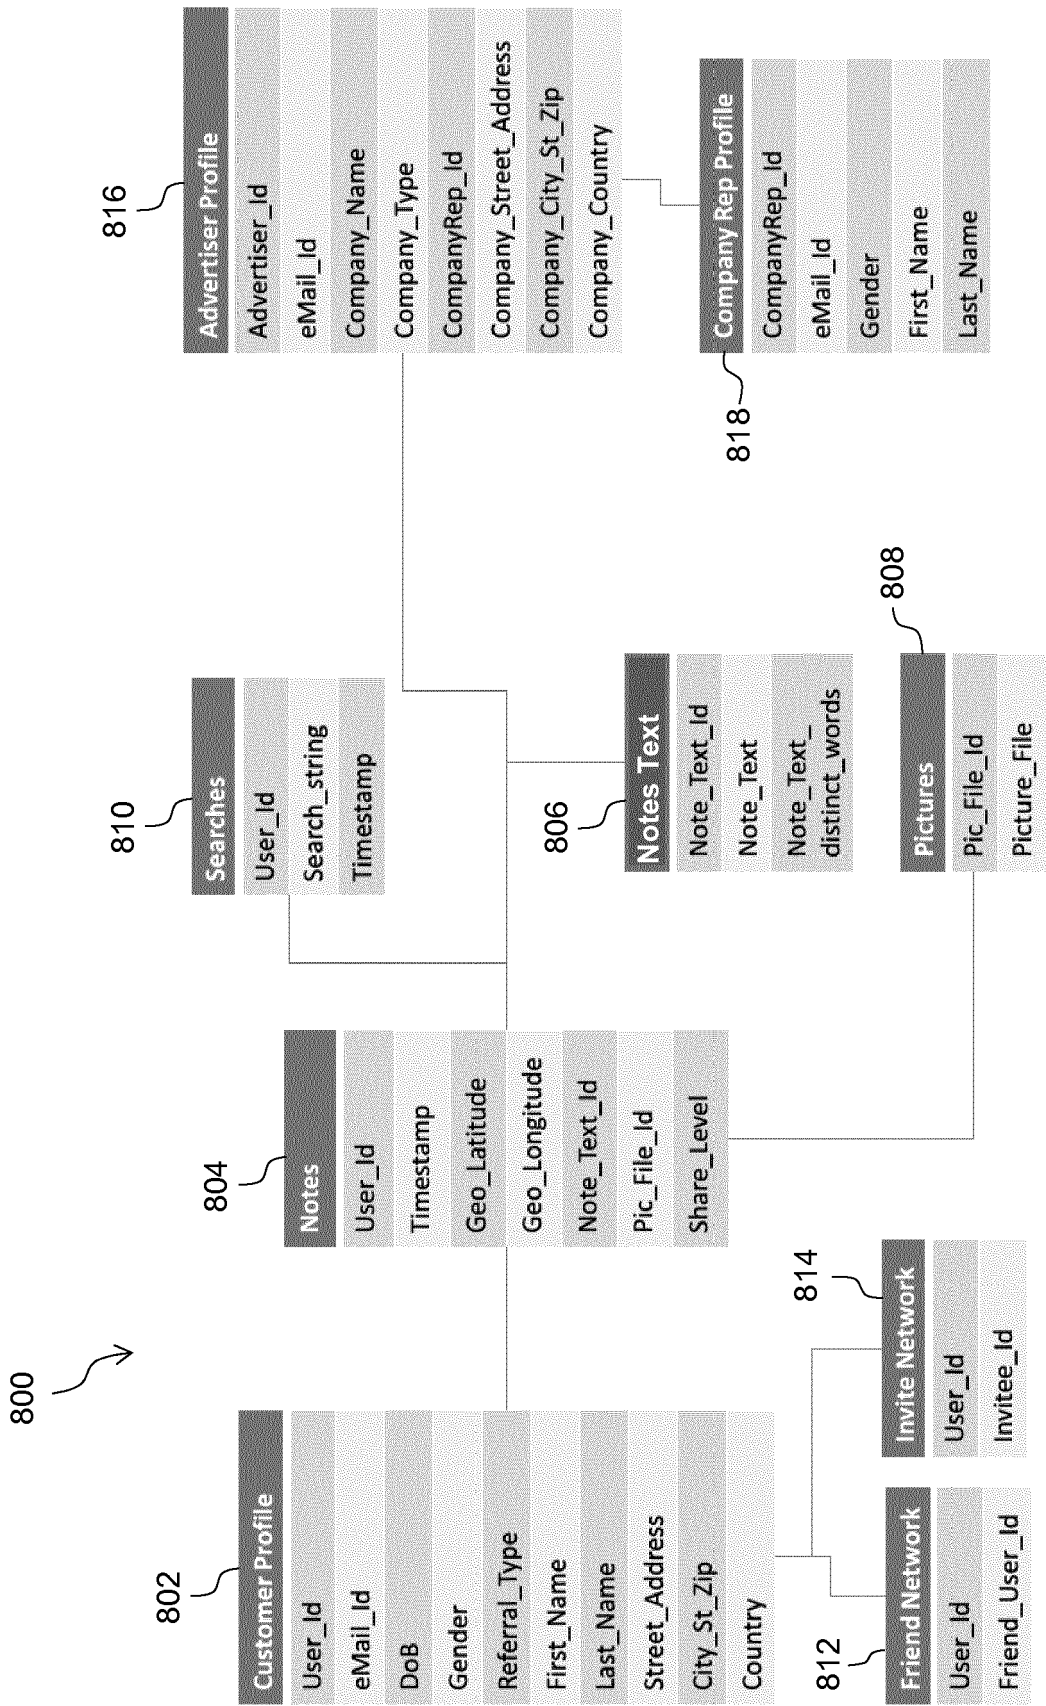 800
802
Customer Profile
User_Id
eMail_Id
DoB
Gender
Referral_Type
First_Name
Last_Name
Street_Address
City_St_Zip
Country
812
Friend Network
User_Id
Friend_User_Id
814
Invite Network
User_Id
Invitee_Id
804
Notes
User_Id
Timestamp
Geo_Latitude
Geo_Longitude
Note_Text_Id
Pic_File_Id
Share_Level
810
Searches
User_Id
Search_string
Timestamp
806
Notes Text
Note_Text_Id
Note_Text
Note_Text_
distinct_words
808
Pictures
Pic_File_Id
Picture_File
816
Advertiser Profile
Advertiser_Id
eMail_Id
Company_Name
Company_Type
CompanyRep_Id
Company_Street_Address
Company_City_St_Zip
Company_Country
818
Company Rep Profile
CompanyRep_Id
eMail_Id
Gender
First_Name
Last_Name